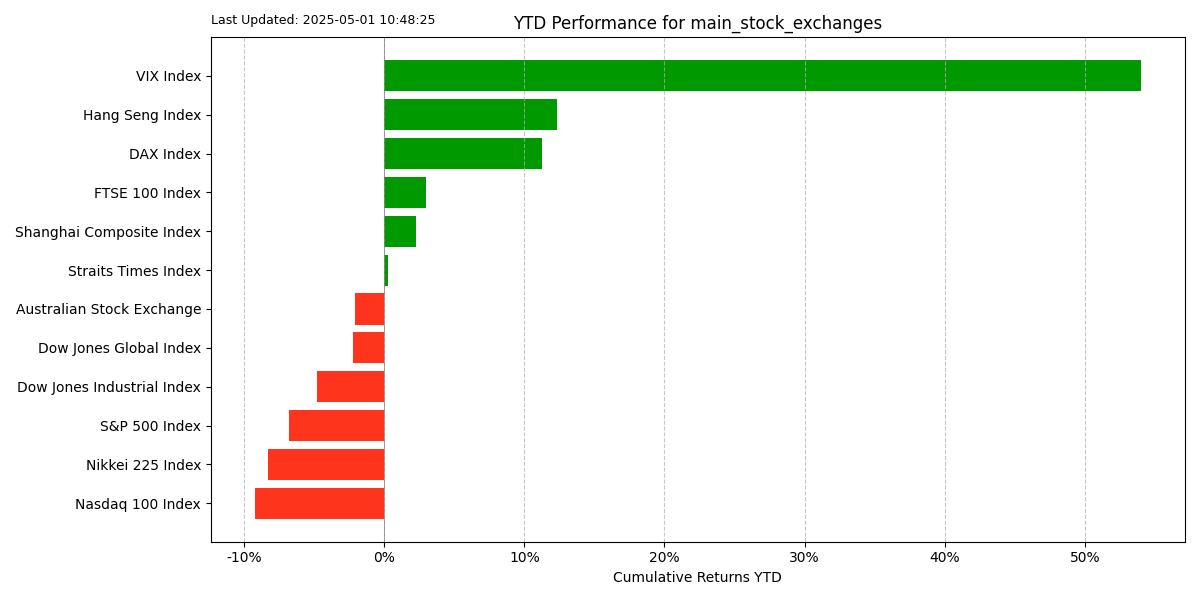 Last Updated: 2025-05-01 10:48:25
YTD Performance for main_stock_exchanges
VIX Index
Hang Seng Index
DAX Index
FTSE 100 Index
Shanghai Composite Index
Straits Times Index
Australian Stock Exchange
Dow Jones Global Index
Dow Jones Industrial Index
S&P 500 Index
Nikkei 225 Index
Nasdaq 100 Index
-10% 0% 10% 20% 30% 40% 50%
Cumulative Returns YTD